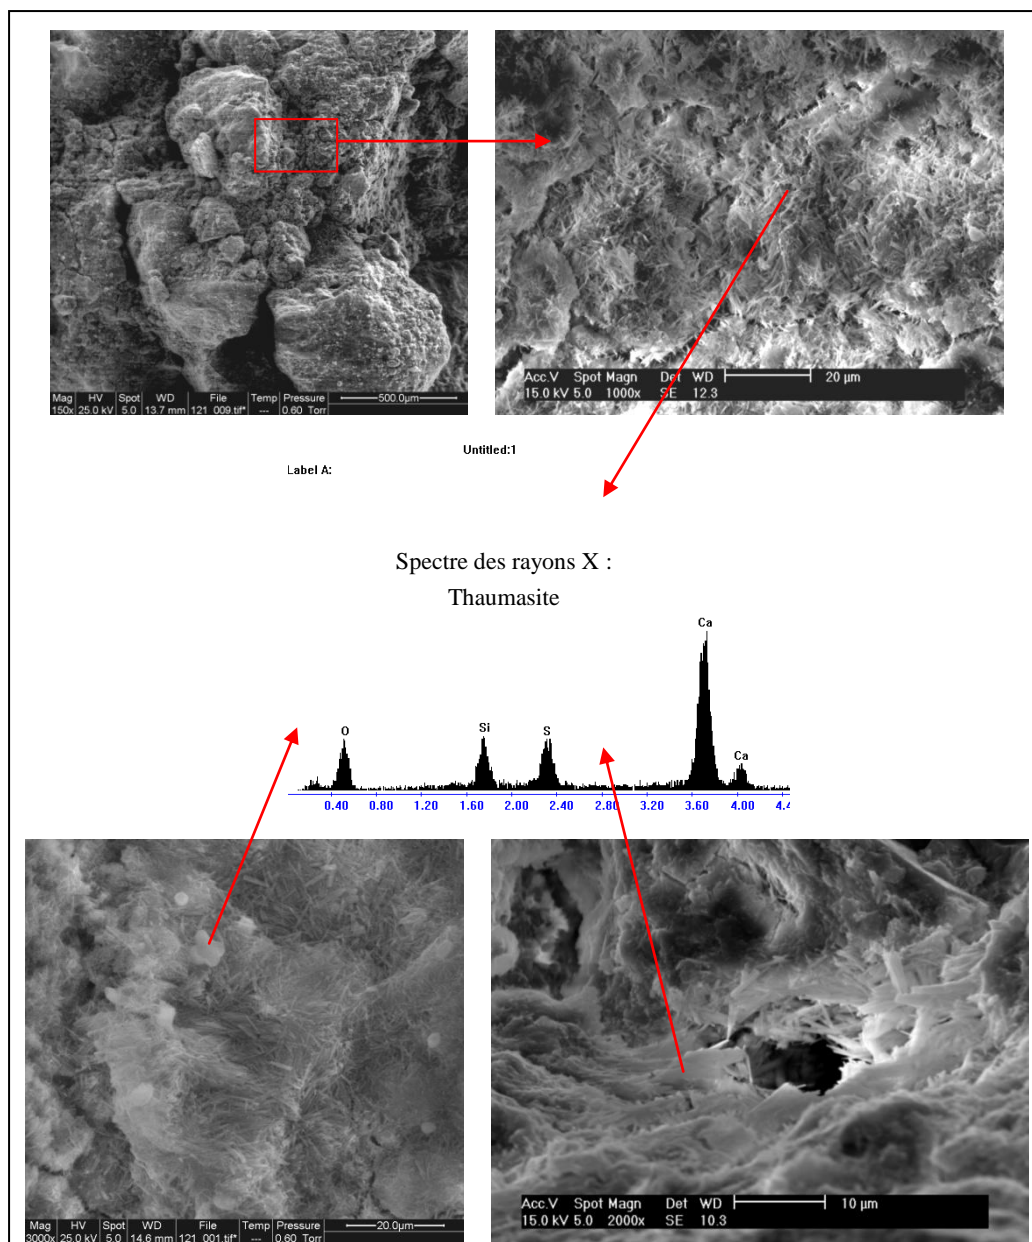 Mag HV Spot WD File Temp Pressure 500.0µm
150x 25.0 kV 5.0 13.7 mm 121_009.tif* --- 0.60 Torr
Acc.V Spot Magn Det WD 20 µm
15.0 kV 5.0 1000x SE 12.3
Untitled:1
Label A:
Spectre des rayons X :
Thaumasite
Ca
O Si S
Ca
0.40 0.80 1.20 1.60 2.00 2.40 2.80 3.20 3.60 4.00 4.4
Mag HV Spot WD File Temp Pressure 20.0µm
3000x 25.0 kV 5.0 14.6 mm 121_001.tif* --- 0.60 Torr
Acc.V Spot Magn Det WD 10 µm
15.0 kV 5.0 2000x SE 10.3